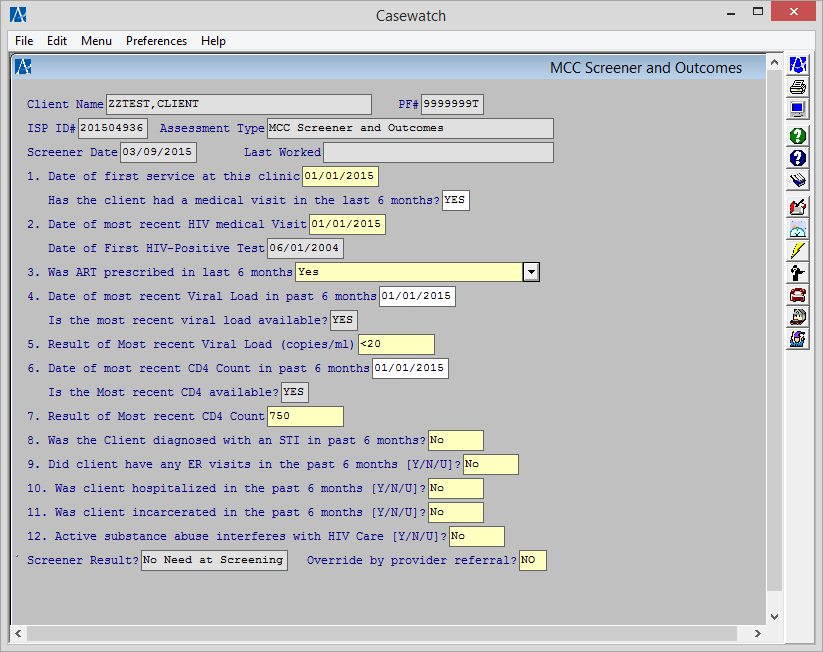 Casewatch
File Edit Menu Preferences Help
MCC Screener and Outcomes
Client Name ZZTEST,CLIENT PF# 9999999T
ISP ID# 201504936 Assessment Type MCC Screener and Outcomes
Screener Date 03/09/2015 Last Worked
1. Date of first service at this clinic 01/01/2015
Has the client had a medical visit in the last 6 months? YES
2. Date of most recent HIV medical Visit 01/01/2015
Date of First HIV-Positive Test 06/01/2004
3. Was ART prescribed in last 6 months Yes
4. Date of most recent Viral Load in past 6 months 01/01/2015
Is the most recent viral load available? YES
5. Result of Most recent Viral Load (copies/ml) <20
6. Date of most recent CD4 Count in past 6 months 01/01/2015
Is the Most recent CD4 available? YES
7. Result of Most recent CD4 Count 750
8. Was the Client diagnosed with an STI in past 6 months? No
9. Did client have any ER visits in the past 6 months [Y/N/U]? No
10. Was client hospitalized in the past 6 months [Y/N/U]? No
11. Was client incarcerated in the past 6 months [Y/N/U]? No
12. Active substance abuse interferes with HIV Care [Y/N/U]? No
Screener Result? No Need at Screening Override by provider referral? NO